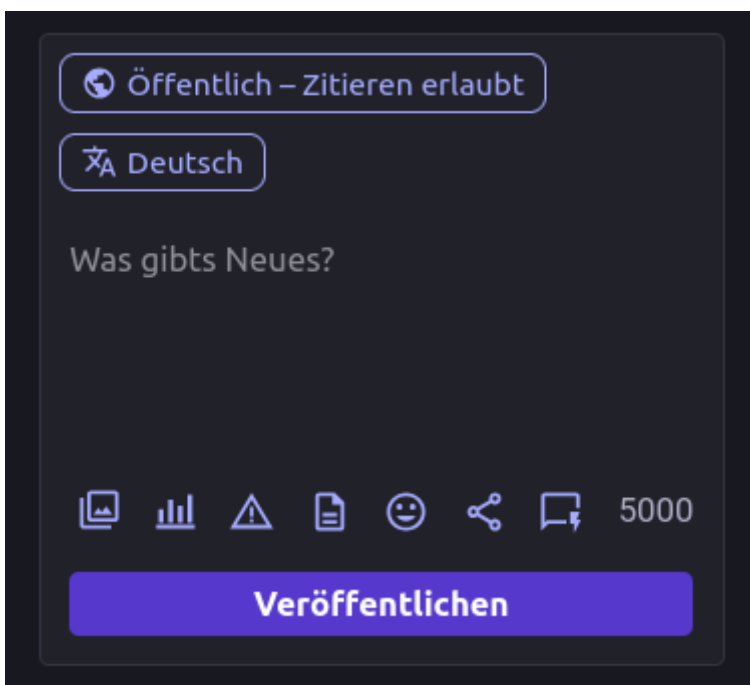 Öffentlich – Zitieren erlaubt
Deutsch
Was gibts Neues?
5000
Veröffentlichen